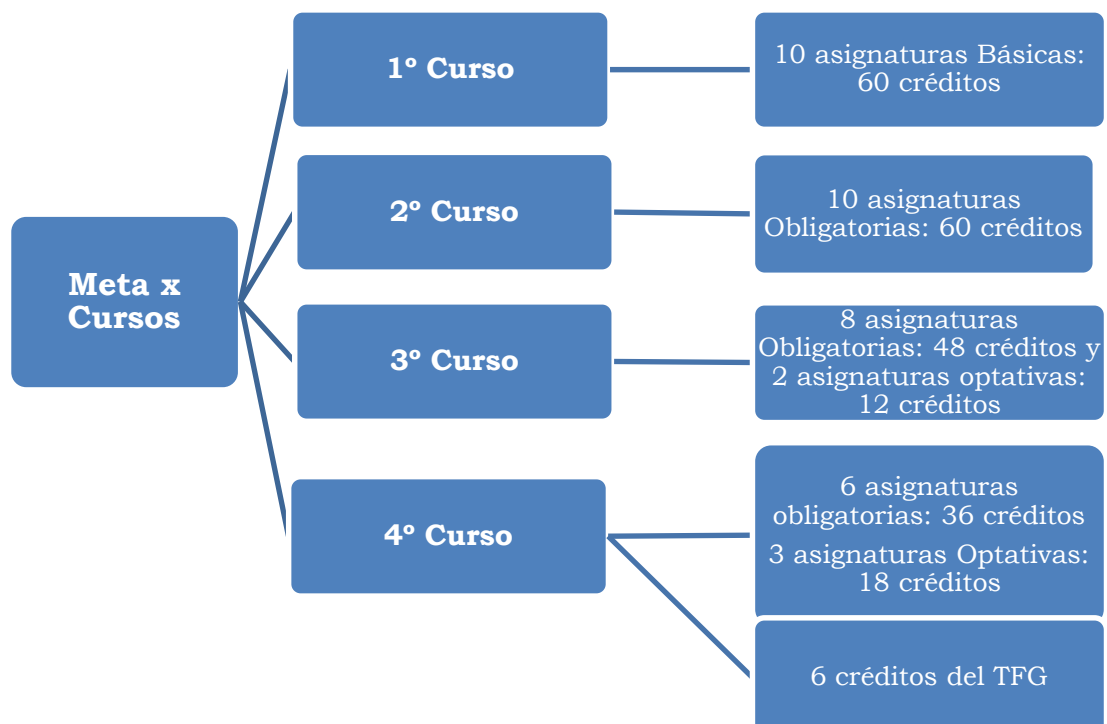 Meta x
Cursos
1º Curso
10 asignaturas Básicas:
60 créditos
2º Curso
10 asignaturas
Obligatorias: 60 créditos
3º Curso
8 asignaturas
Obligatorias: 48 créditos y
2 asignaturas optativas:
12 créditos
4º Curso
6 asignaturas
obligatorias: 36 créditos
3 asignaturas Optativas:
18 créditos
6 créditos del TFG